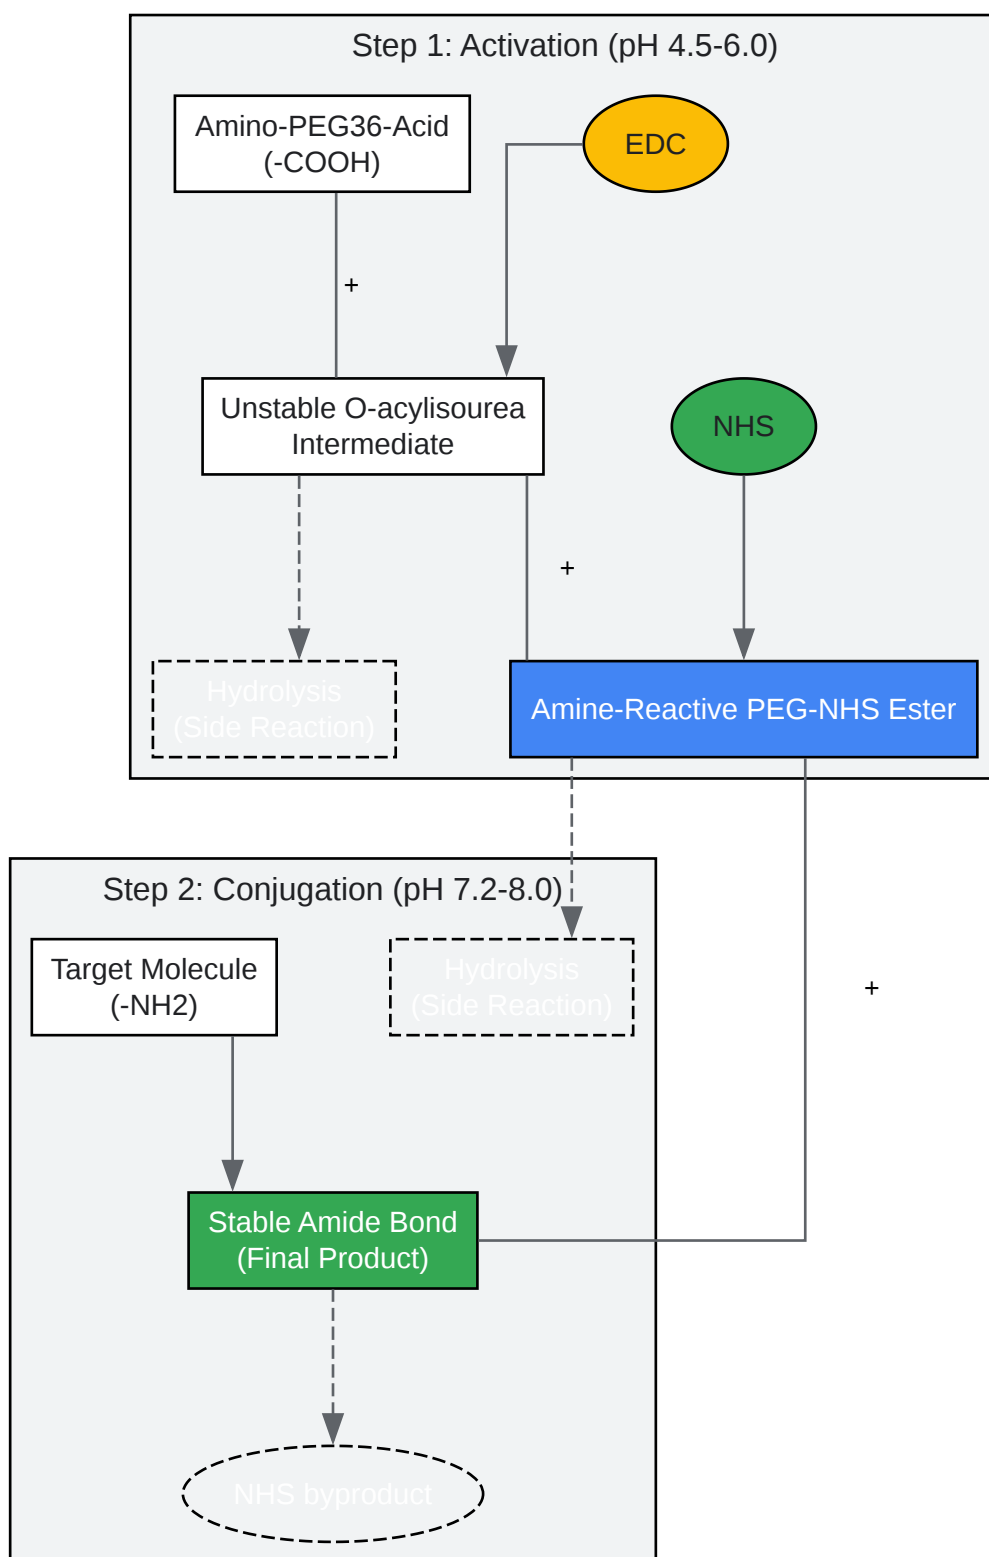 Step 1: Activation (pH 4.5-6.0)
Amino-PEG36-Acid
(-COOH)
EDC
+
Unstable O-acylisourea
Intermediate
NHS
+
Hydrolysis
(Side Reaction)
Amine-Reactive PEG-NHS Ester
Step 2: Conjugation (pH 7.2-8.0)
Target Molecule
(-NH2)
Hydrolysis
(Side Reaction)
+
Stable Amide Bond
(Final Product)
NHS byproduct